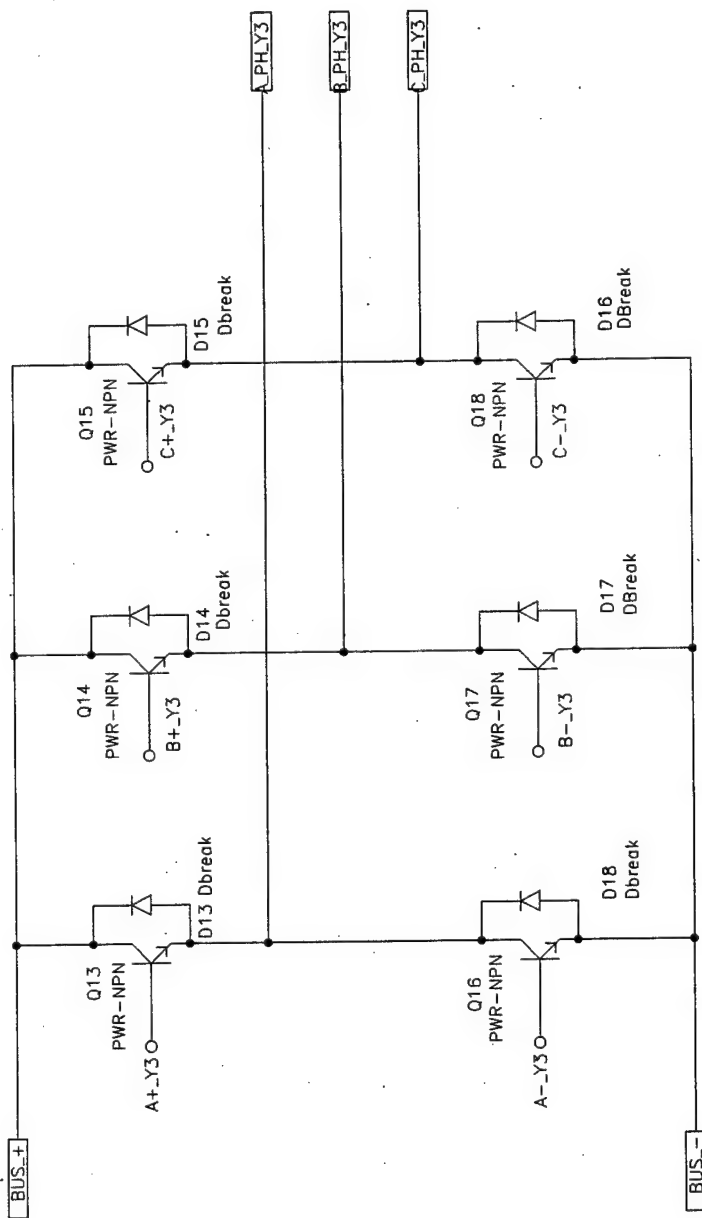 BUS_+
Q13
PWR-NPN
A+_Y3
D13 Dbreak
Q14
PWR-NPN
B+_Y3
D14
Dbreak
Q15
PWR-NPN
C+_Y3
D15
Dbreak
A_PH_Y3
B_PH_Y3
C_PH_Y3
Q16
PWR-NPN
A-_Y3
D18
Dbreak
Q17
PWR-NPN
B-_Y3
D17
DBreak
Q18
PWR-NPN
C-_Y3
D16
DBreak
BUS_-